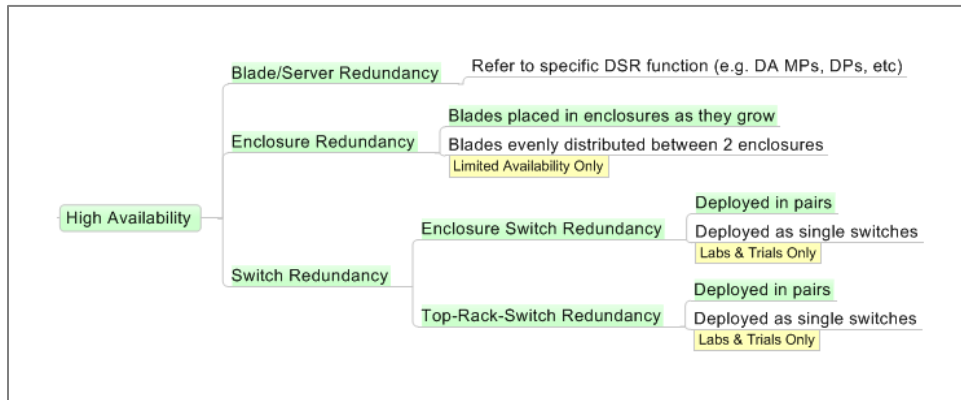 Blade/Server Redundancy
Refer to specific DSR function (e.g. DA MPs, DPs, etc)
Blades placed in enclosures as they grow
Enclosure Redundancy
Blades evenly distributed between 2 enclosures
Limited Availability Only
High Availability
Deployed in pairs
Enclosure Switch Redundancy
Deployed as single switches
Labs & Trials Only
Switch Redundancy
Deployed in pairs
Top-Rack-Switch Redundancy
Deployed as single switches
Labs & Trials Only